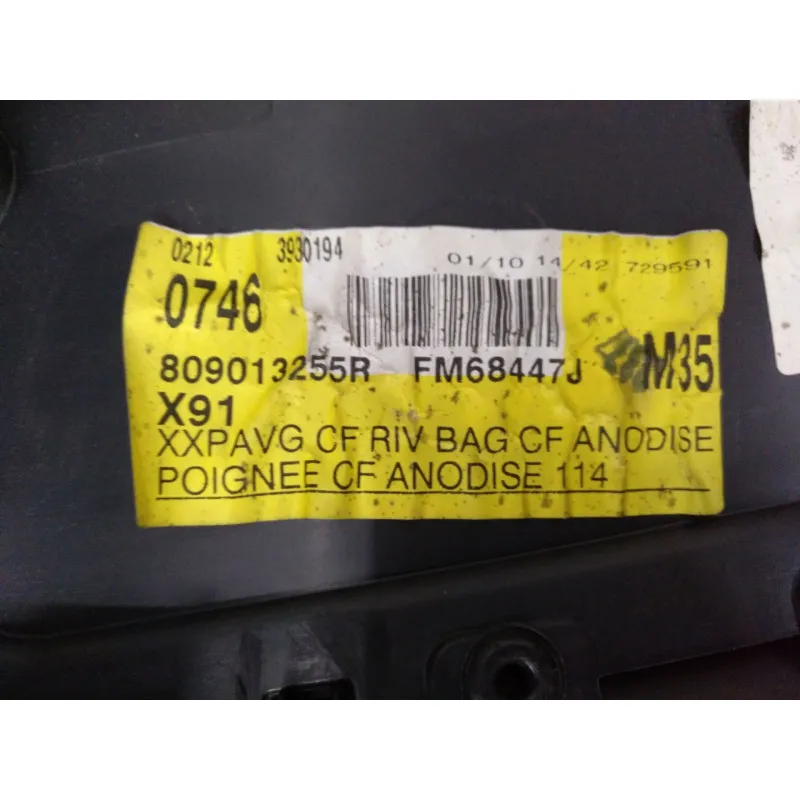 0212 3930194 01/10 14/42 729591
0746
809013255R FM68447J M35
X91
XXPAVG CF RIV BAG CF ANODISE
POIGNEE CF ANODISE 114